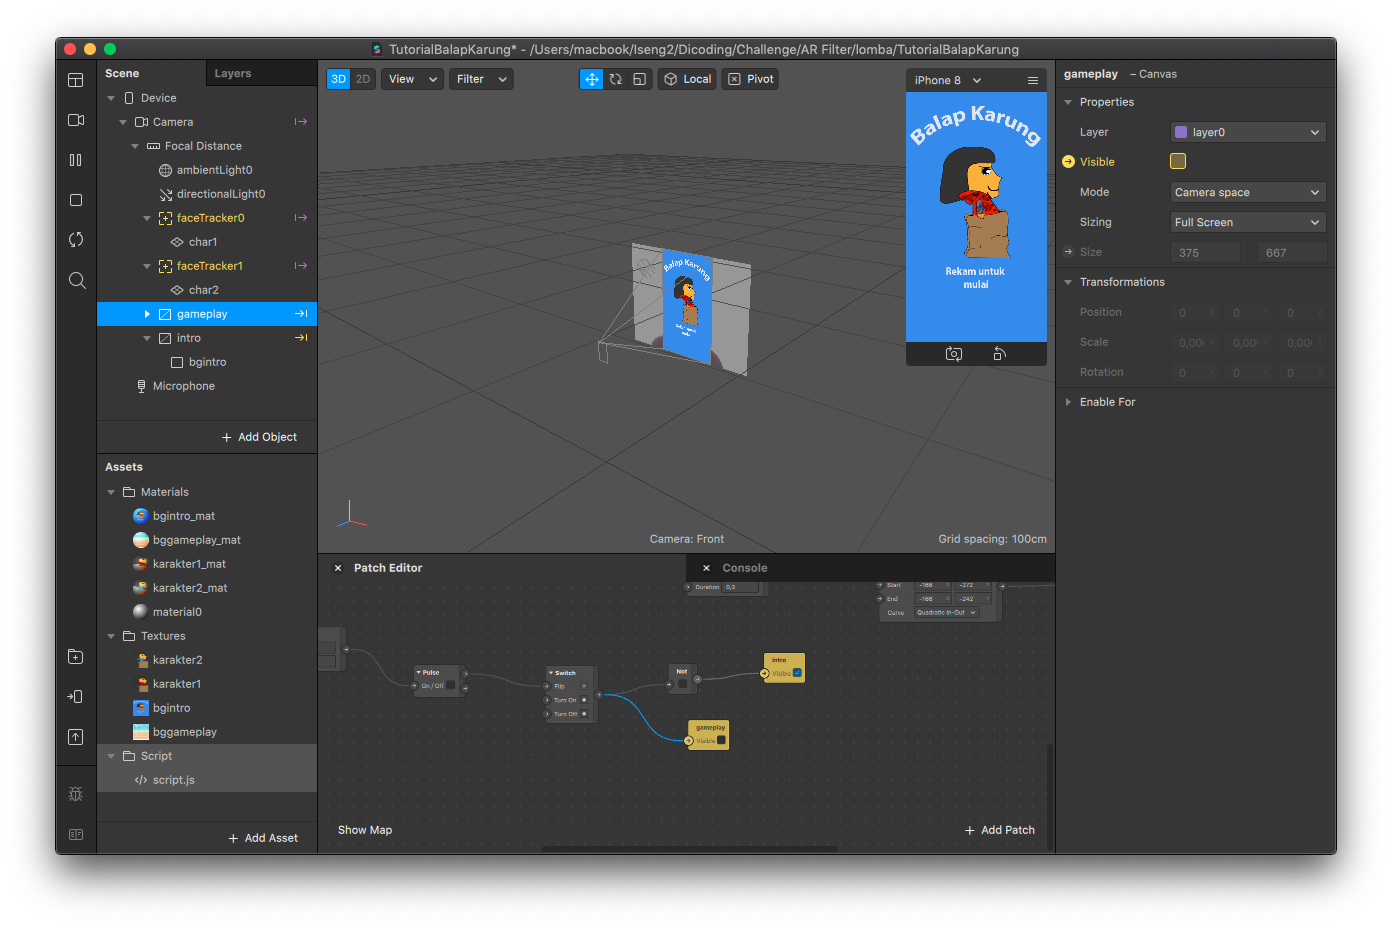 TutorialBalapKarung* - /Users/macbook/Iseng2/Dicoding/Challenge/AR Filter/lomba/TutorialBalapKarung
Scene
Layers
Device
Camera
Focal Distance
ambientLight0
directionalLight0
faceTracker0
char1
faceTracker1
char2
gameplay
intro
bgintro
Microphone
+ Add Object
Assets
Materials
bgintro_mat
bggameplay_mat
karakter1_mat
karakter2_mat
material0
Textures
karakter2
karakter1
bgintro
bggameplay
Script
</> script.js
+ Add Asset
3D
2D
View
Filter
Local
Pivot
iPhone 8
Balap Karung
Rekam untuk
mulai
Balap Karung
Camera: Front
Grid spacing: 100cm
Patch Editor
Console
Duration 0,3
Start -166 -272
End -166 -242
Curve Quadratic In-Out
Pulse
On / Off
Switch
Flip
Turn On
Turn Off
Not
intro
Visible
gameplay
Visible
Show Map
+ Add Patch
gameplay – Canvas
Properties
Layer layer0
Visible
Mode Camera space
Sizing Full Screen
Size 375 667
Transformations
Position 0 X 0 Y 0 Z
Scale 0,00 X 0,00 Y 0,00 Z
Rotation 0 X 0 Y 0 Z
Enable For